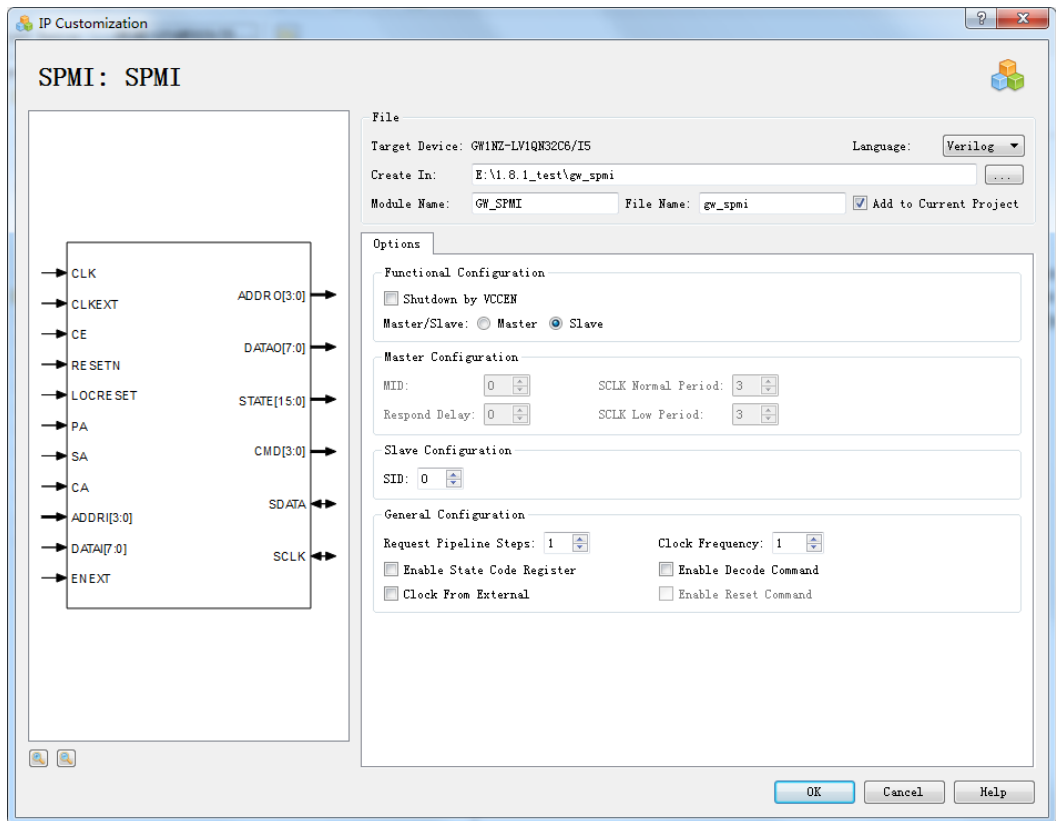 IP Customization
SPMI: SPMI
CLK
CLKEXT
CE
RESETN
LOCRESET
PA
SA
CA
ADDRI[3:0]
DATAI[7:0]
ENEXT
ADDRO[3:0]
DATAO[7:0]
STATE[15:0]
CMD[3:0]
SDATA
SCLK
File
Target Device: GW1NZ-LV1QN32C6/I5 Language: Verilog
Create In: E:\1.8.1_test\gw_spmi ...
Module Name: GW_SPMI File Name: gw_spmi Add to Current Project
Options
Functional Configuration
Shutdown by VCCEN
Master/Slave: Master Slave
Master Configuration
MID: 0 SCLK Normal Period: 3
Respond Delay: 0 SCLK Low Period: 3
Slave Configuration
SID: 0
General Configuration
Request Pipeline Steps: 1 Clock Frequency: 1
Enable State Code Register Enable Decode Command
Clock From External Enable Reset Command
OK Cancel Help